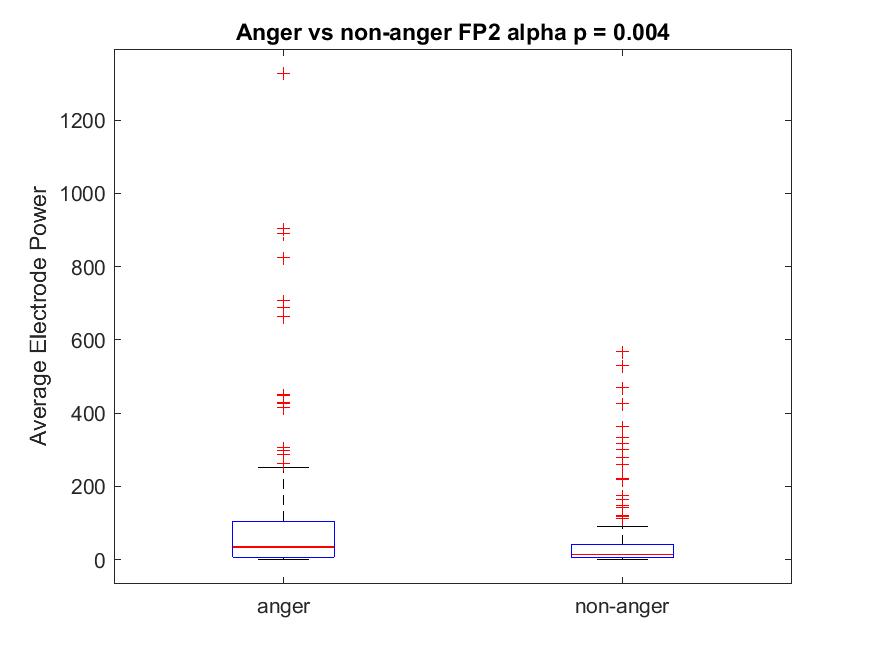 Anger vs non-anger FP2 alpha p = 0.004
Average Electrode Power
1200
1000
800
600
400
200
0
anger
non-anger